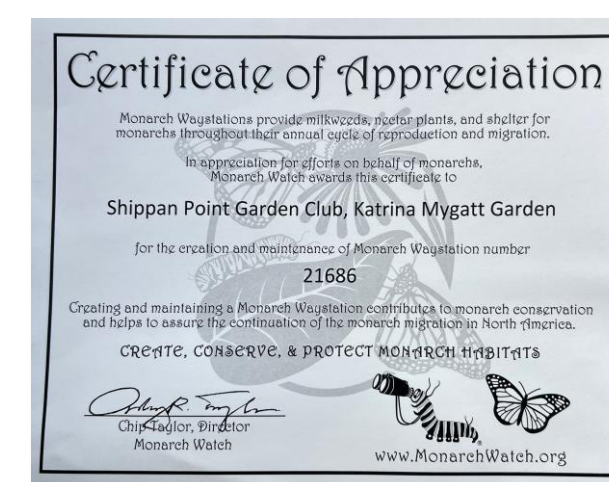 Certificate of Appreciation
Monarch Waystations provide milkweeds, nectar plants, and shelter for
monarchs throughout their annual cycle of reproduction and migration.
In appreciation for efforts on behalf of monarchs,
Monarch Watch awards this certificate to
Shippan Point Garden Club, Katrina Mygatt Garden
for the creation and maintenance of Monarch Waystation number
21686
Creating and maintaining a Monarch Waystation contributes to monarch conservation
and helps to assure the continuation of the monarch migration in North America.
CREATE, CONSERVE, & PROTECT MONARCH HABITATS
Chip Taylor, Director
Monarch Watch
www.MonarchWatch.org